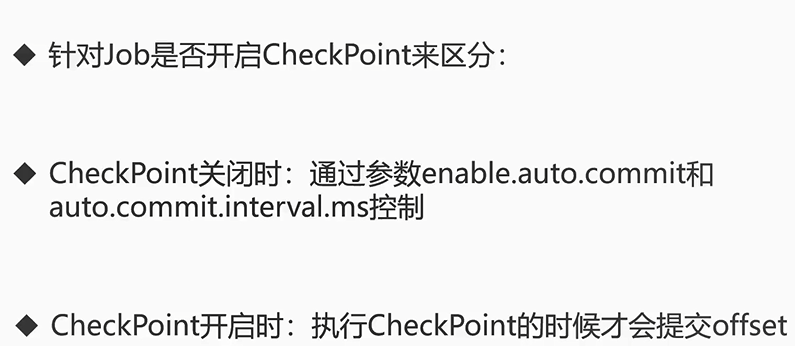 ◆ 针对Job是否开启CheckPoint来区分：
◆ CheckPoint关闭时：通过参数enable.auto.commit和
auto.commit.interval.ms控制
◆ CheckPoint开启时：执行CheckPoint的时候才会提交offset